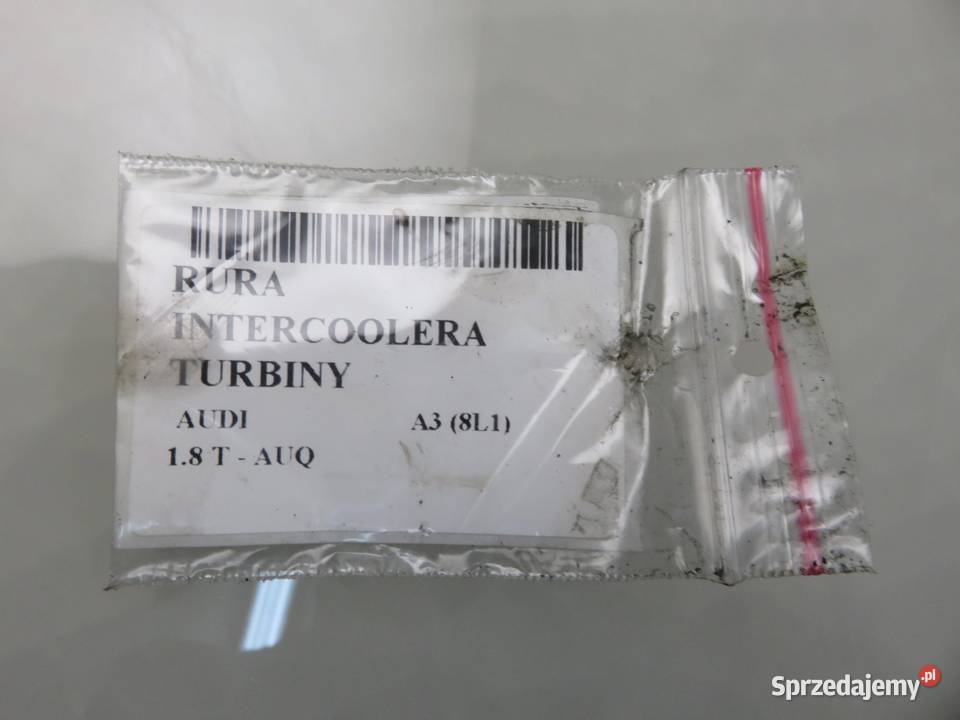 RURA
INTERCOOLERA
TURBINY
AUDI A3 (8L1)
1.8 T - AUQ
Sprzedajemy.pl